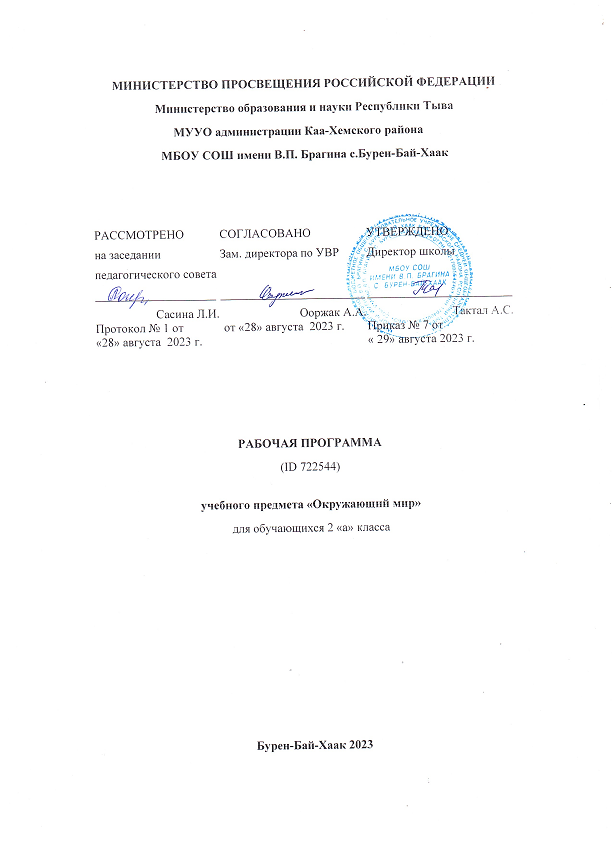 МИНИСТЕРСТВО ПРОСВЕЩЕНИЯ РОССИЙСКОЙ ФЕДЕРАЦИИ
Министерство образования и науки Республики Тыва
МУУО администрации Каа-Хемского района
МБОУ СОШ имени В.П. Брагина с.Бурен-Бай-Хаак
РАССМОТРЕНО СОГЛАСОВАНО УТВЕРЖДЕНО
на заседании Зам. директора по УВР Директор школы
педагогического совета
МБОУ СОШ
ИМЕНИ В.П. БРАГИНА
С. БУРЕН-БАЙ-ХААК
Сасина Л.И. Ооржак А.А. Тактал А.С.
Протокол № 1 от от «28» августа 2023 г. Приказ № 7 от
«28» августа 2023 г. « 29» августа 2023 г.
РАБОЧАЯ ПРОГРАММА
(ID 722544)
учебного предмета «Окружающий мир»
для обучающихся 2 «а» класса
Бурен-Бай-Хаак 2023